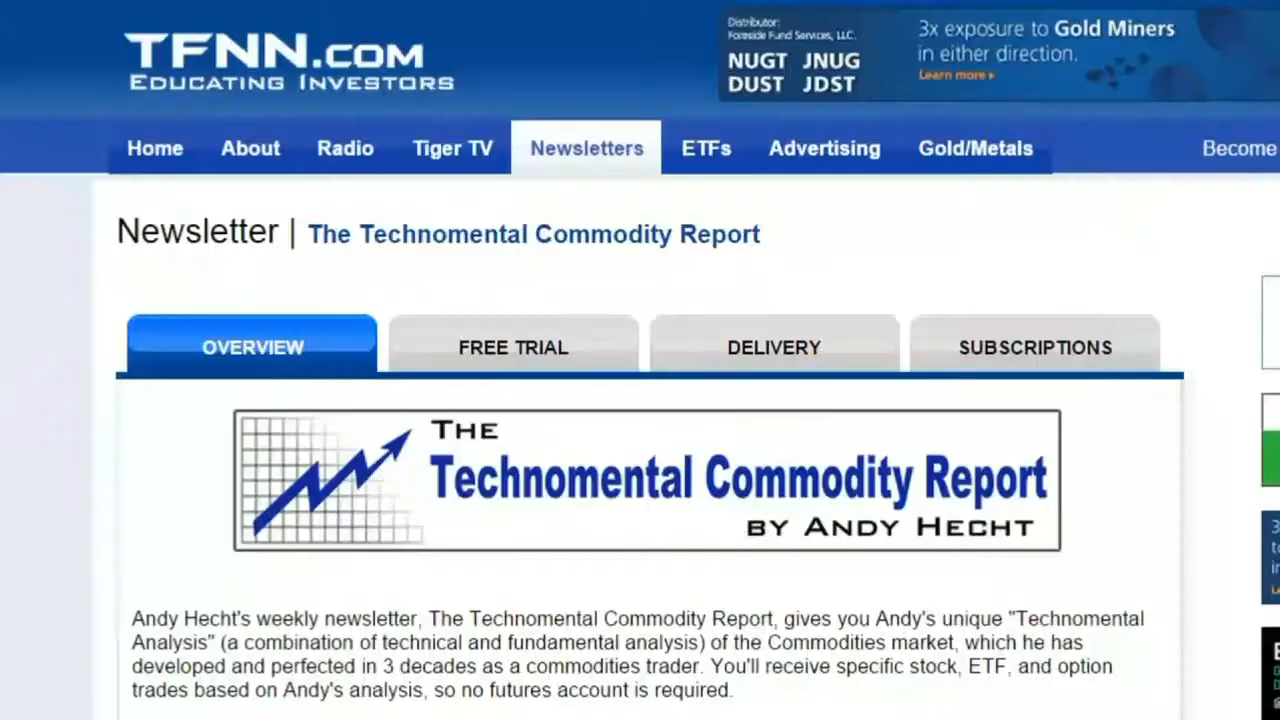 TFNN.COM
EDUCATING INVESTORS
Distributor:
Foreside Fund Services, LLC.
NUGT JNUG
DUST JDST
3x exposure to Gold Miners
in either direction.
Learn more
Home About Radio Tiger TV Newsletters ETFs Advertising Gold/Metals Become
Newsletter | The Technomental Commodity Report
OVERVIEW FREE TRIAL DELIVERY SUBSCRIPTIONS
THE
Technomental Commodity Report
BY ANDY HECHT
Andy Hecht's weekly newsletter, The Technomental Commodity Report, gives you Andy's unique "Technomental
Analysis" (a combination of technical and fundamental analysis) of the Commodities market, which he has
developed and perfected in 3 decades as a commodities trader. You'll receive specific stock, ETF, and option
trades based on Andy's analysis, so no futures account is required.